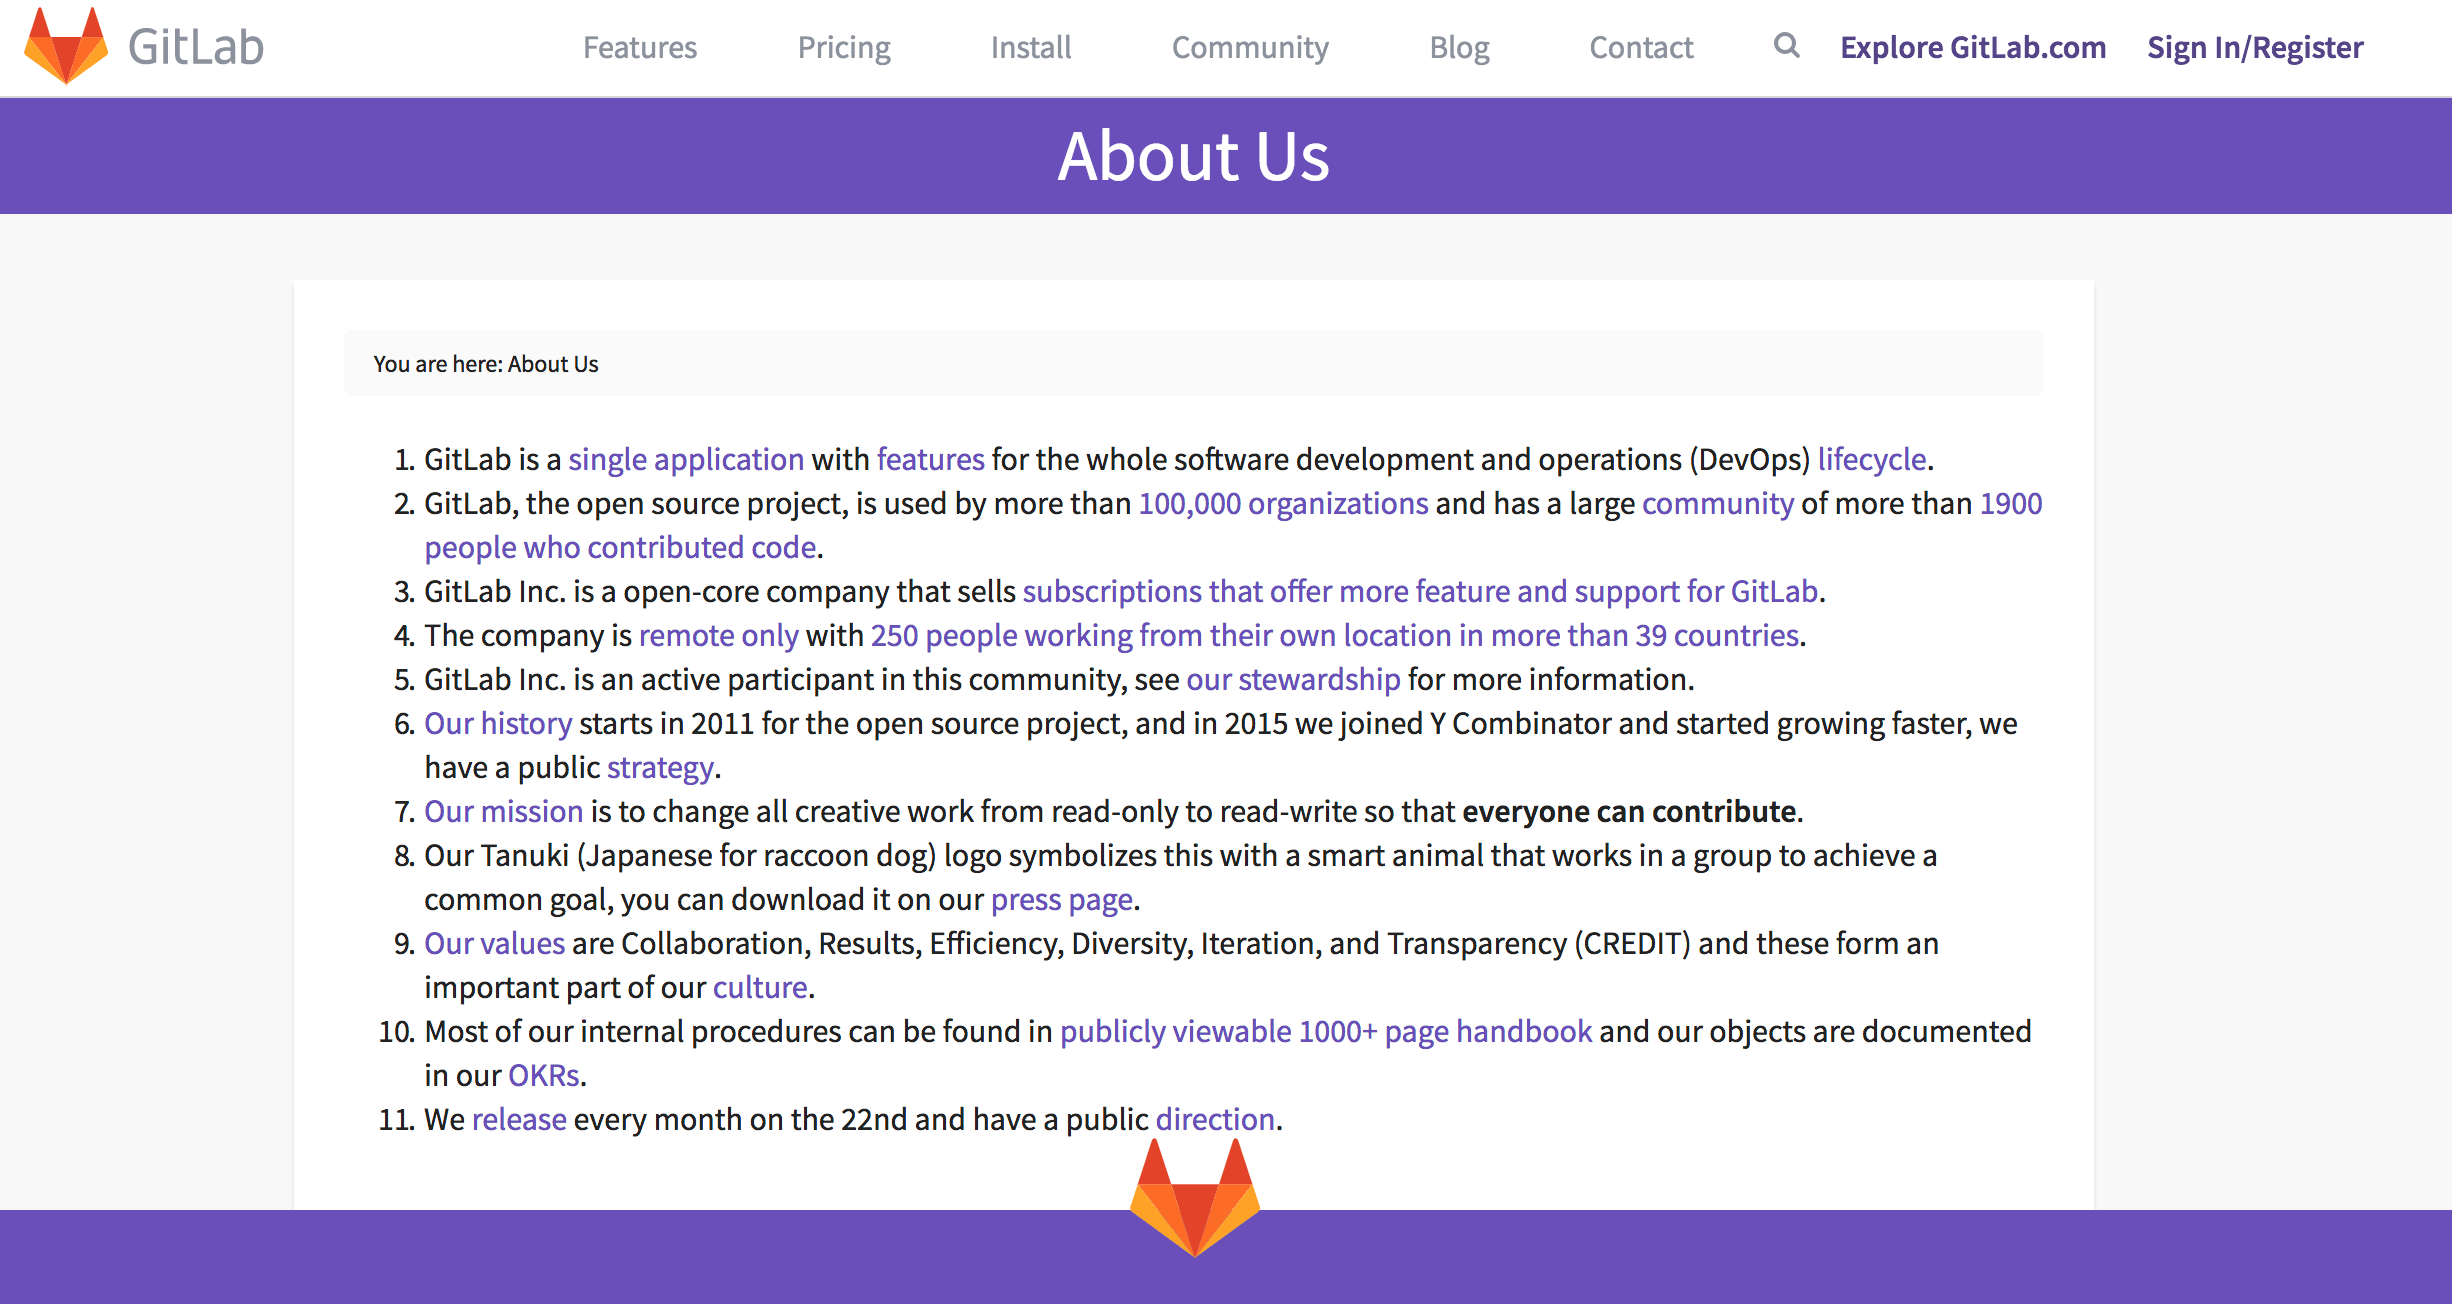 GitLab
Features Pricing Install Community Blog Contact Explore GitLab.com Sign In/Register
About Us
You are here: About Us
1. GitLab is a single application with features for the whole software development and operations (DevOps) lifecycle.
2. GitLab, the open source project, is used by more than 100,000 organizations and has a large community of more than 1900
people who contributed code.
3. GitLab Inc. is a open-core company that sells subscriptions that offer more feature and support for GitLab.
4. The company is remote only with 250 people working from their own location in more than 39 countries.
5. GitLab Inc. is an active participant in this community, see our stewardship for more information.
6. Our history starts in 2011 for the open source project, and in 2015 we joined Y Combinator and started growing faster, we
have a public strategy.
7. Our mission is to change all creative work from read-only to read-write so that everyone can contribute.
8. Our Tanuki (Japanese for raccoon dog) logo symbolizes this with a smart animal that works in a group to achieve a
common goal, you can download it on our press page.
9. Our values are Collaboration, Results, Efficiency, Diversity, Iteration, and Transparency (CREDIT) and these form an
important part of our culture.
10. Most of our internal procedures can be found in publicly viewable 1000+ page handbook and our objects are documented
in our OKRs.
11. We release every month on the 22nd and have a public direction.